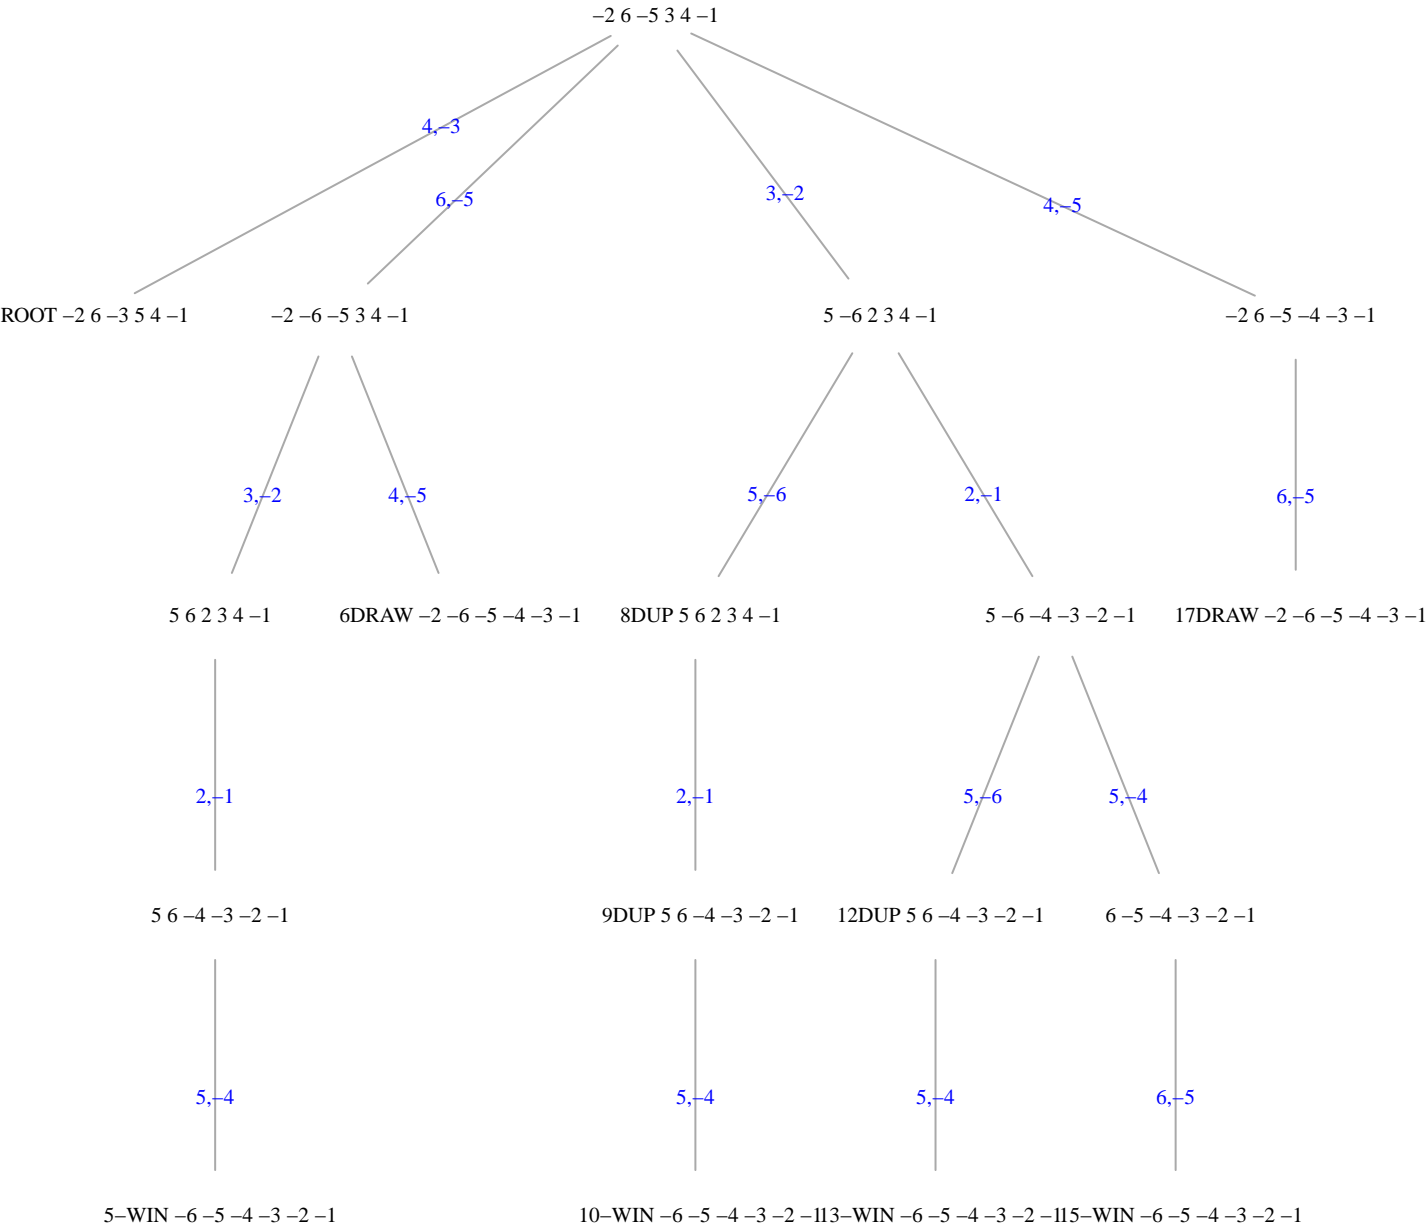 –2 6 –5 3 4 –1
4,–3
6,–5
3,–2
4,–5
ROOT –2 6 –3 5 4 –1
–2 –6 –5 3 4 –1
5 –6 2 3 4 –1
–2 6 –5 –4 –3 –1
3,–2
4,–5
5,–6
2,–1
6,–5
5 6 2 3 4 –1
6DRAW –2 –6 –5 –4 –3 –1
8DUP 5 6 2 3 4 –1
5 –6 –4 –3 –2 –1
17DRAW –2 –6 –5 –4 –3 –1
2,–1
2,–1
5,–6
5,–4
5 6 –4 –3 –2 –1
9DUP 5 6 –4 –3 –2 –1
12DUP 5 6 –4 –3 –2 –1
6 –5 –4 –3 –2 –1
5,–4
5,–4
5,–4
6,–5
5–WIN –6 –5 –4 –3 –2 –1
10–WIN –6 –5 –4 –3 –2 –1
13–WIN –6 –5 –4 –3 –2 –1
15–WIN –6 –5 –4 –3 –2 –1